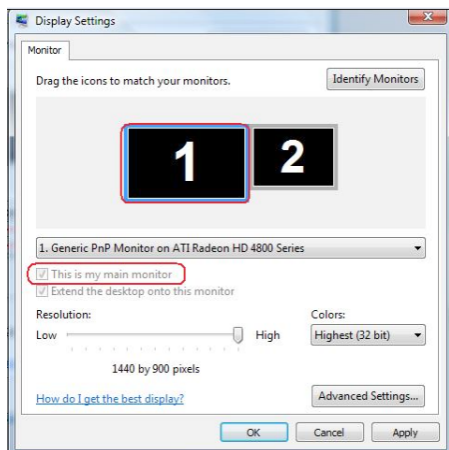 Display Settings
Monitor
Drag the icons to match your monitors.
Identify Monitors
1
2
1. Generic PnP Monitor on ATI Radeon HD 4800 Series
This is my main monitor
Extend the desktop onto this monitor
Resolution:
Colors:
Low
High
Highest (32 bit)
1440 by 900 pixels
How do I get the best display?
Advanced Settings...
OK
Cancel
Apply